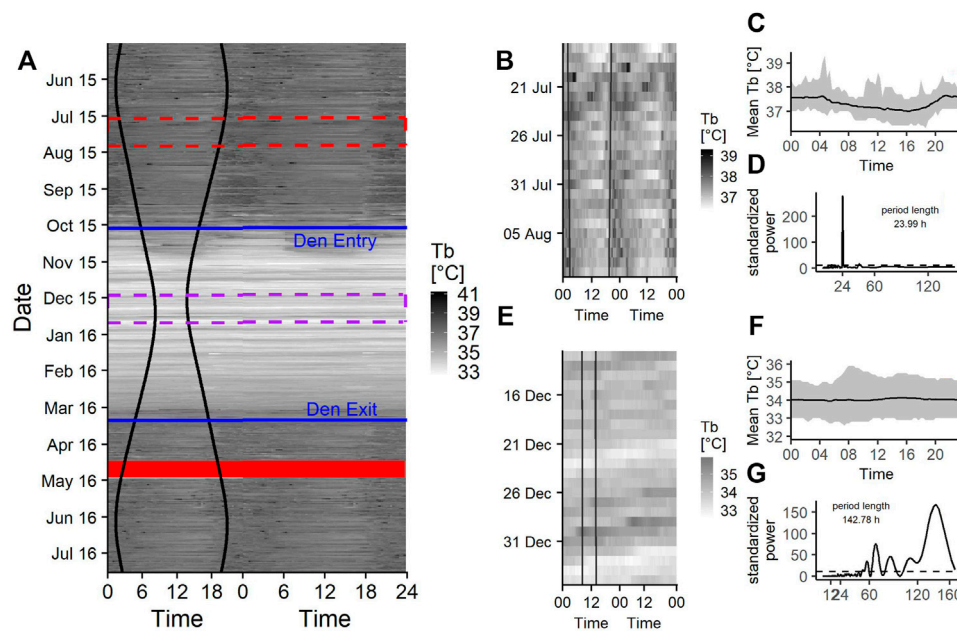 A
Date
Jun 15
Jul 15
Aug 15
Sep 15
Oct 15
Nov 15
Dec 15
Jan 16
Feb 16
Mar 16
Apr 16
May 16
Jun 16
Jul 16
Den Entry
Den Exit
0 6 12 18 0 6 12 18 24
Time Time
Tb
[°C]
41
39
37
35
33
B
21 Jul
26 Jul
31 Jul
05 Aug
00 12 00 12 00
Time Time
Tb
[°C]
39
38
37
C
Mean Tb [°C]
39
38
37
00 04 08 12 16 20
Time
D
standardized
power
200
100
0
period length
23.99 h
24 60 120
E
16 Dec
21 Dec
26 Dec
31 Dec
00 12 00 12 00
Time Time
Tb
[°C]
35
34
33
F
Mean Tb [°C]
36
35
34
33
32
00 04 08 12 16 20
Time
G
standardized
power
150
100
50
0
period length
142.78 h
12 24 60 120 160